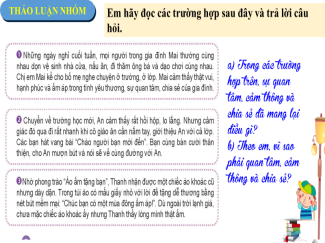 THẢO LUẬN NHÓM
Em hãy đọc các trường hợp sau đây và trả lời câu
hỏi.
1 Những ngày nghỉ cuối tuần, mọi người trong gia đình Mai thường cùng
nhau dọn vệ sinh nhà cửa, nấu ăn, đi thăm ông bà và dạo chơi cùng nhau.
Chị em Mai kể cho bố mẹ nghe chuyện ở trường, ở lớp. Mai cảm thấy thật vui,
hạnh phúc và ấm áp trong tình yêu thương, sự quan tâm, chia sẻ của gia đình.
2 Chuyển về trường học mới, An cảm thấy rất hồi hộp, lo lắng. Nhưng cảm
giác đó qua đi rất nhanh khi cô giáo ân cần nắm tay, giới thiệu An với cả lớp.
Các bạn hát vang bài "Chào người bạn mới đến". Bạn cùng bàn cười thân
thiện, cho An mượn bút và nói sẽ về cùng đường với An.
3 Nhờ phong trào "Áo ấm tặng bạn", Thanh nhận được một chiếc áo khoác cũ
nhưng dày dặn. Trong túi áo có mẩu giấy nhỏ với lời đề tặng dễ thương bằng
nét bút mềm mại: "Chúc bạn có một mùa đông ấm áp!". Dù ngoài trời lạnh giá,
chưa mặc chiếc áo khoác ấy nhưng Thanh thấy lòng mình thật ấm.
a) Trong các trường
hợp trên, sự quan
tâm, cảm thông và
chia sẻ đã mang lại
điều gì?
b) Theo em, vì sao
phải quan tâm, cảm
thông và chia sẻ?